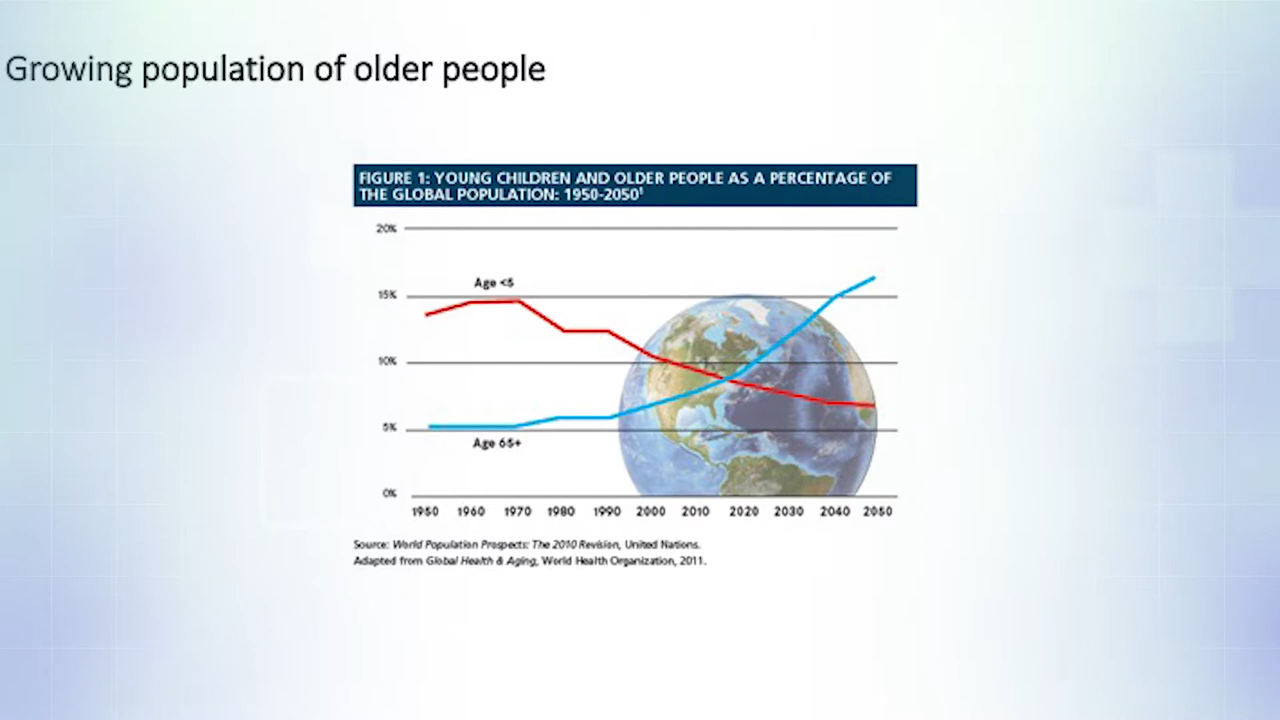 Growing population of older people
FIGURE 1: YOUNG CHILDREN AND OLDER PEOPLE AS A PERCENTAGE OF
THE GLOBAL POPULATION: 1950-2050¹
20%
Age <5
15%
10%
5%
Age 65+
0%
1950 1960 1970 1980 1990 2000 2010 2020 2030 2040 2050
Source: World Population Prospects: The 2010 Revision, United Nations.
Adapted from Global Health & Aging, World Health Organization, 2011.